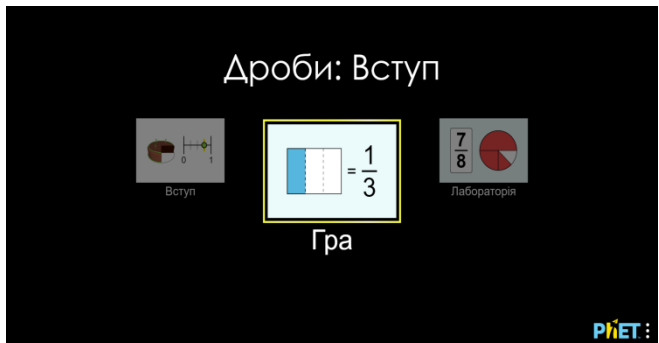 Дроби: Вступ
0 1
Вступ
= 1/3
Гра
7/8
Лабораторія
PhET